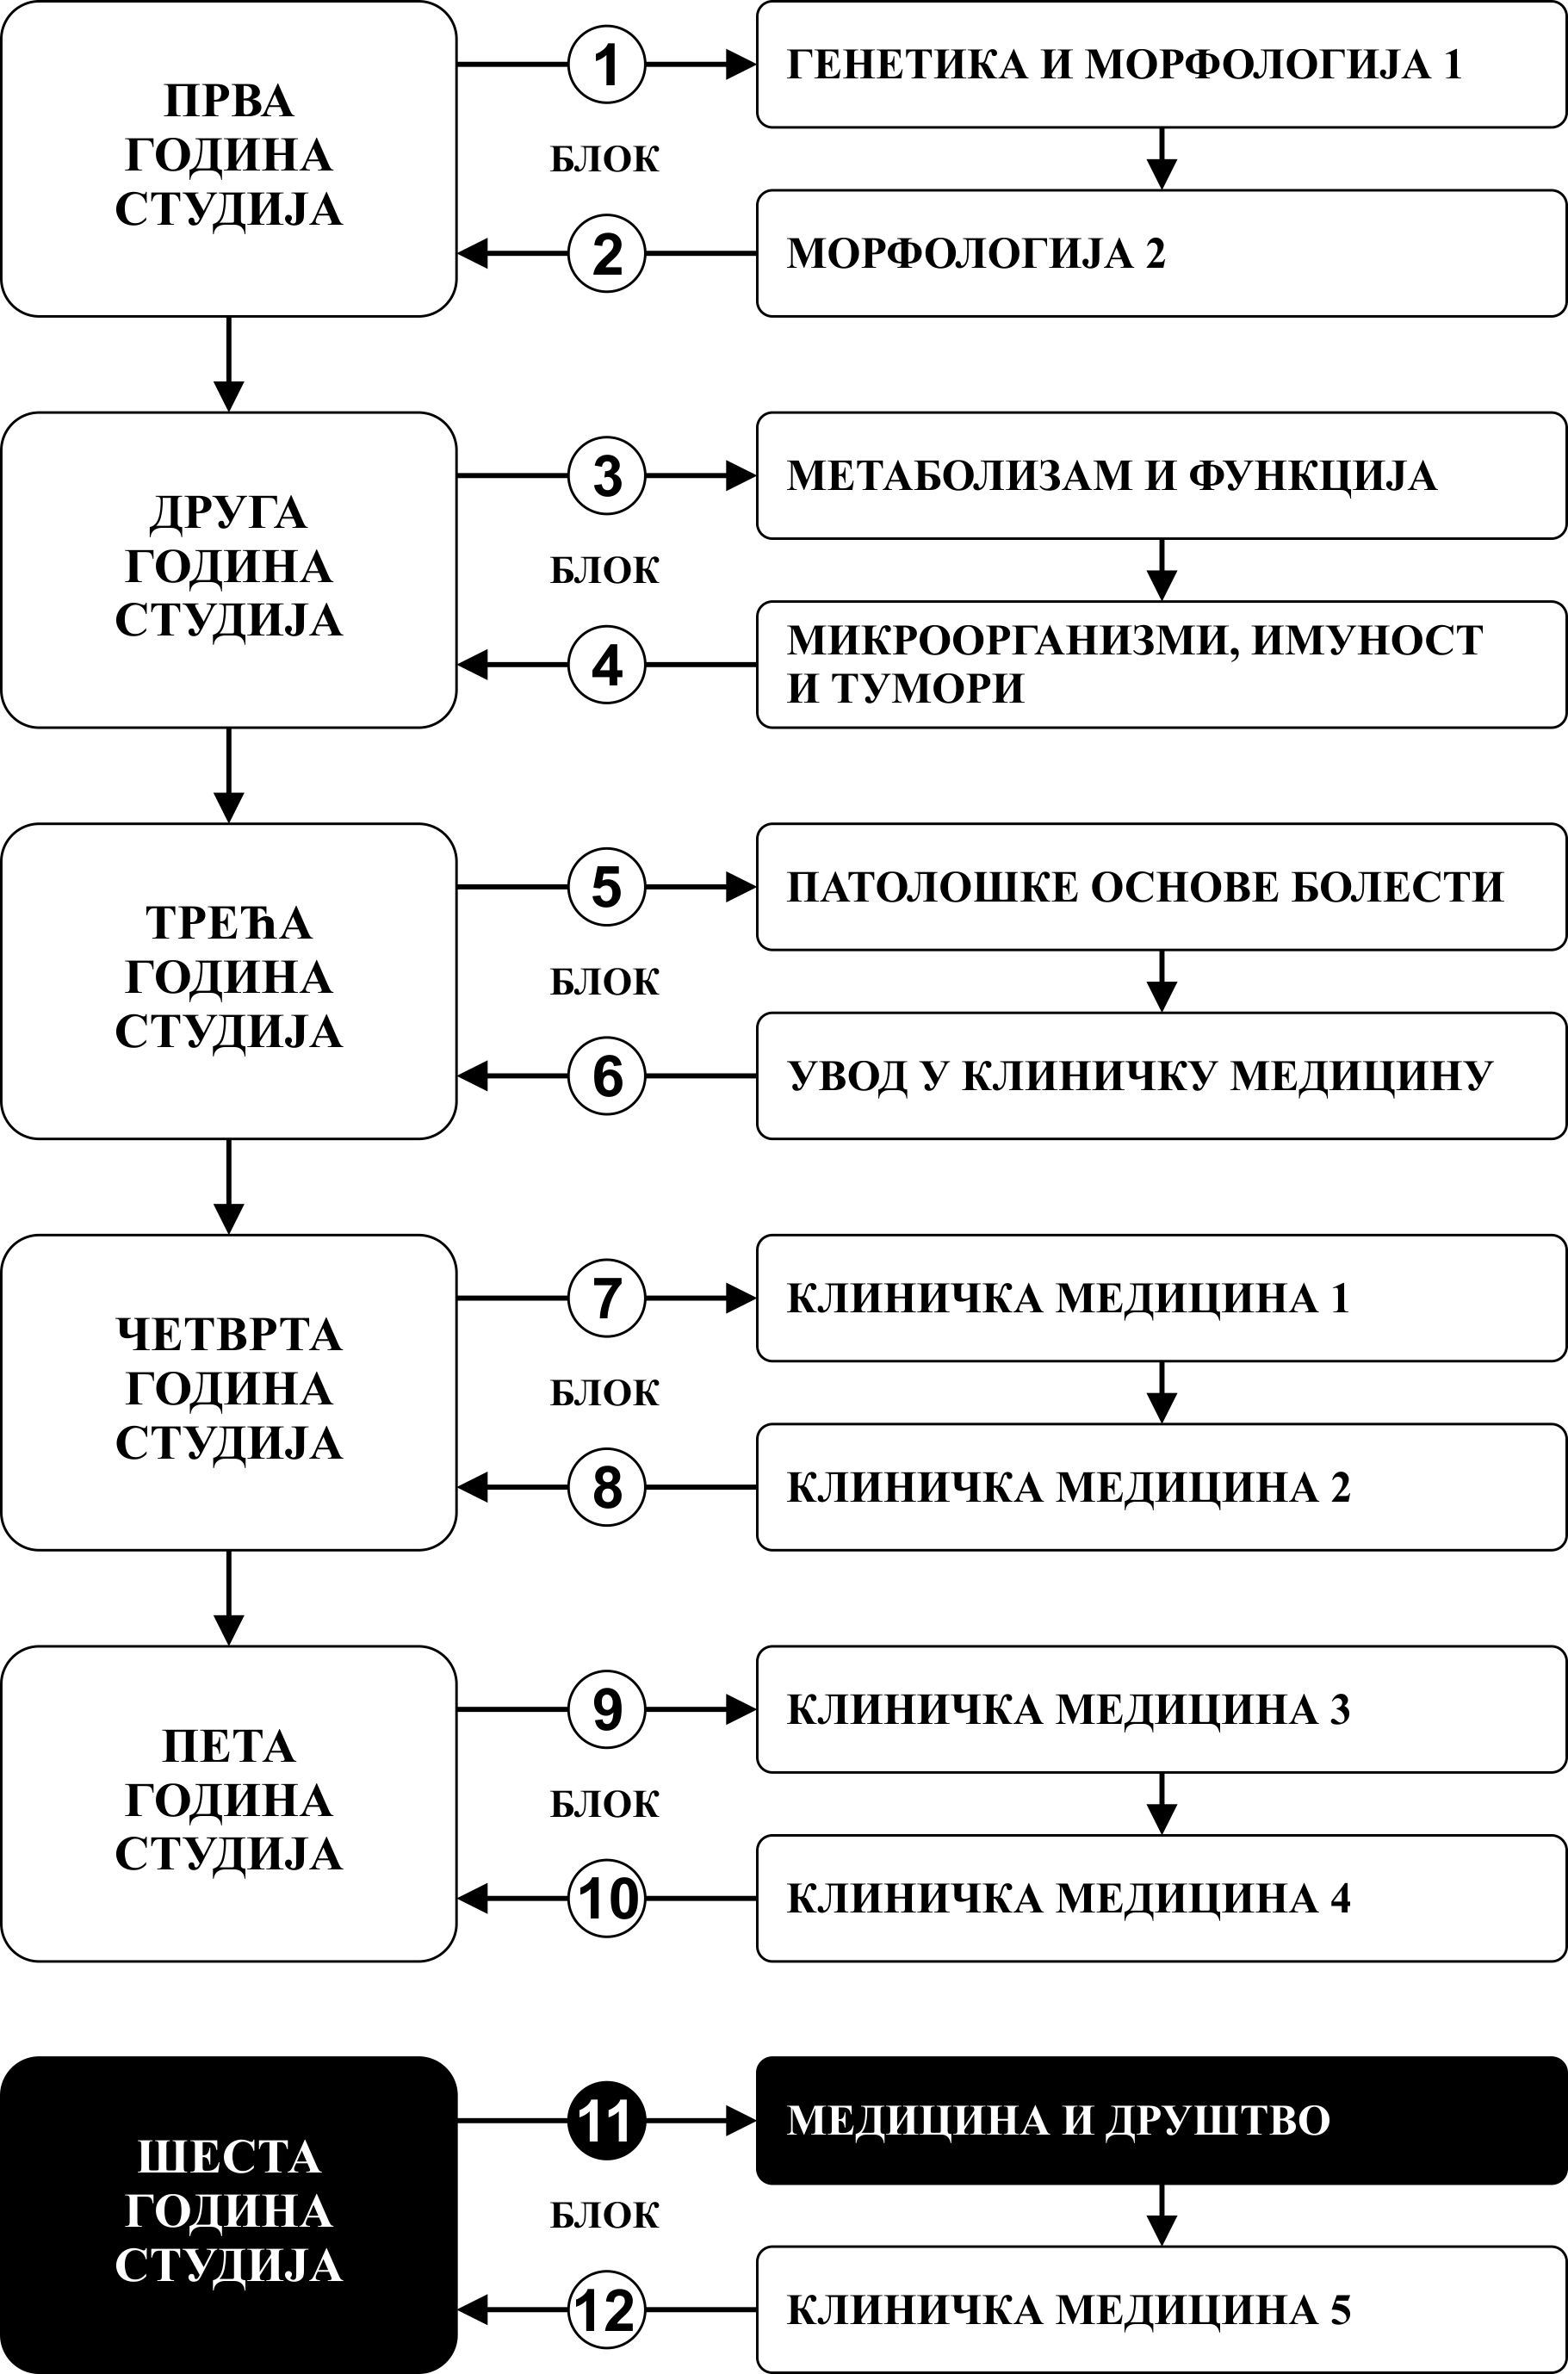 ПРВА
ГОДИНА
СТУДИЈА
1
БЛОК
2
ГЕНЕТИКА И МОРФОЛОГИЈА 1
МОРФОЛОГИЈА 2
ДРУГА
ГОДИНА
СТУДИЈА
3
БЛОК
4
МЕТАБОЛИЗАМ И ФУНКЦИЈА
МИКРООРГАНИЗМИ, ИМУНОСТ
И ТУМОРИ
ТРЕЋА
ГОДИНА
СТУДИЈА
5
БЛОК
6
ПАТОЛОШКЕ ОСНОВЕ БОЛЕСТИ
УВОД У КЛИНИЧКУ МЕДИЦИНУ
ЧЕТВРТА
ГОДИНА
СТУДИЈА
7
БЛОК
8
КЛИНИЧКА МЕДИЦИНА 1
КЛИНИЧКА МЕДИЦИНА 2
ПЕТА
ГОДИНА
СТУДИЈА
9
БЛОК
10
КЛИНИЧКА МЕДИЦИНА 3
КЛИНИЧКА МЕДИЦИНА 4
ШЕСТА
ГОДИНА
СТУДИЈА
11
БЛОК
12
МЕДИЦИНА И ДРУШТВО
КЛИНИЧКА МЕДИЦИНА 5